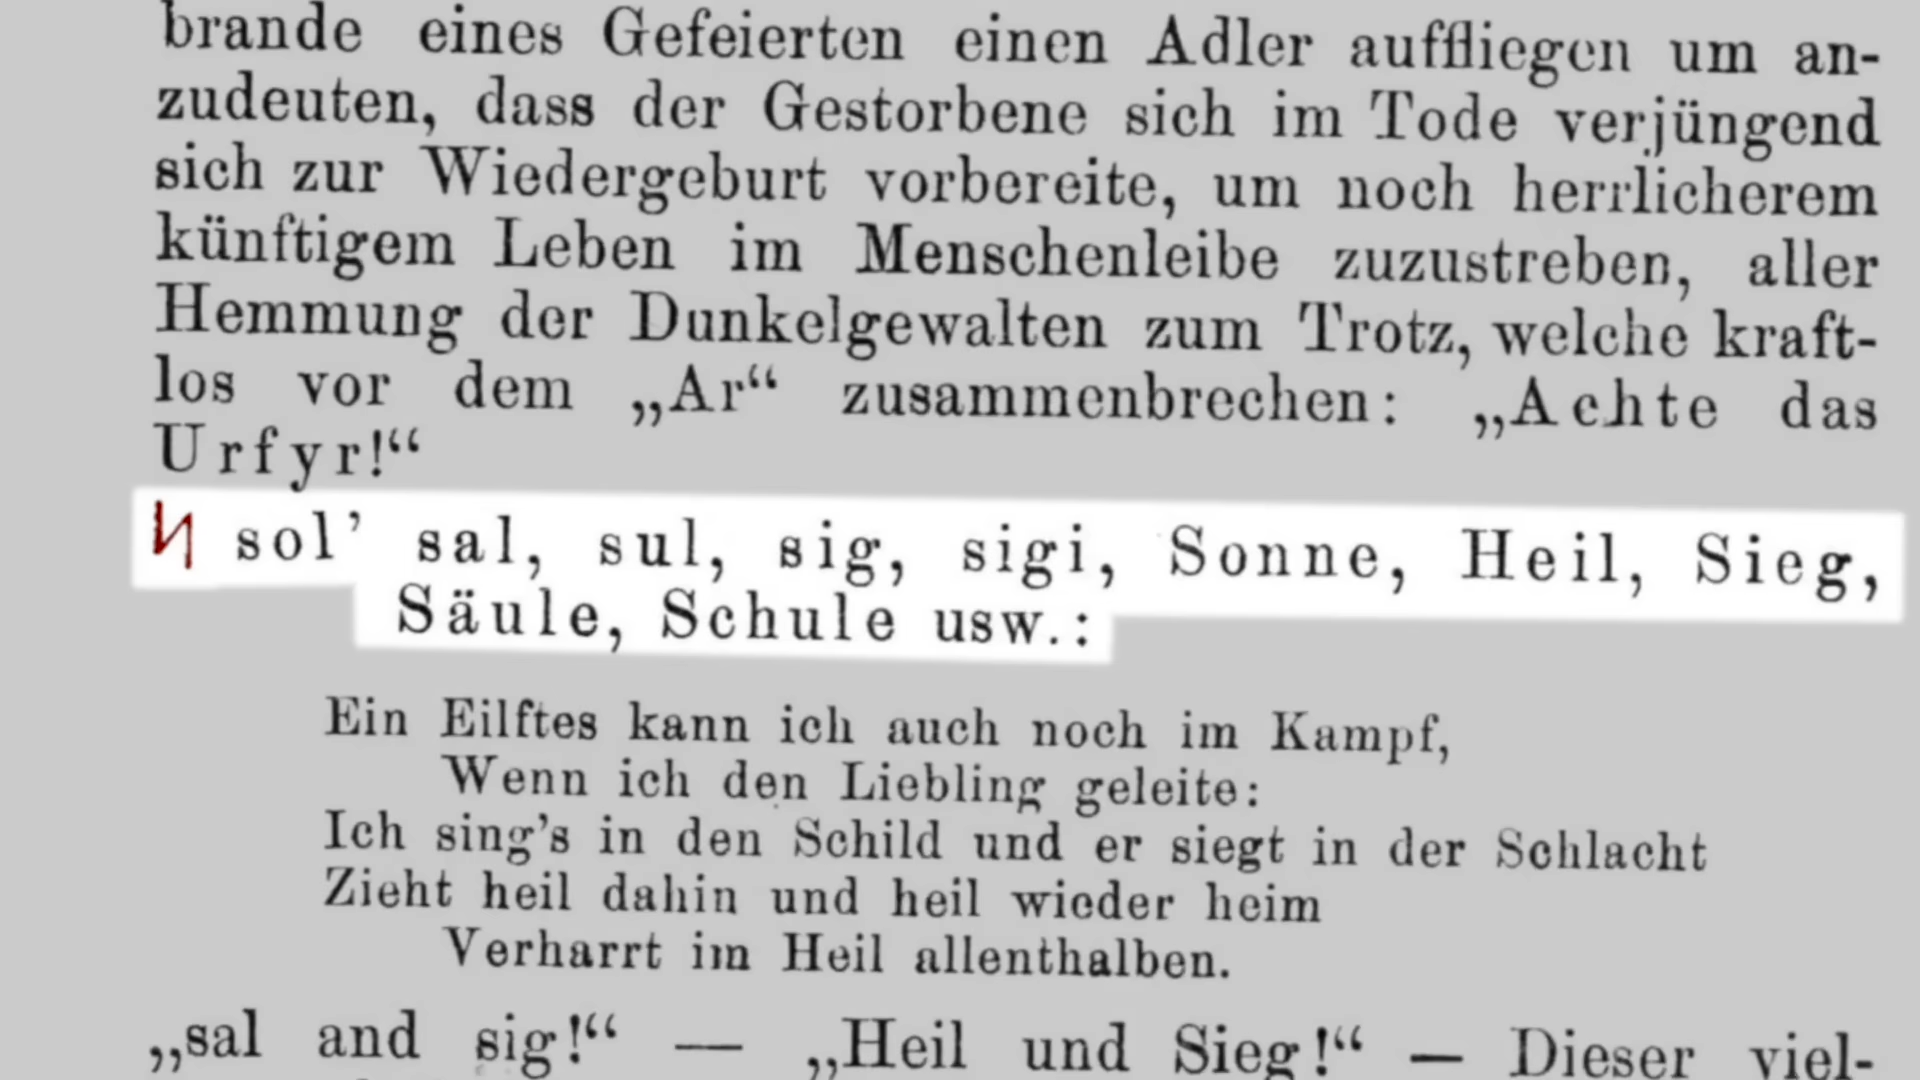 brande eines Gefeierten einen Adler auffliegen um an-
zudeuten, dass der Gestorbene sich im Tode verjüngend
sich zur Wiedergeburt vorbereite, um noch herrlicherem
künftigem Leben im Menschenleibe zuzustreben, aller
Hemmung der Dunkelgewalten zum Trotz, welche kraft-
los vor dem „Ar“ zusammenbrechen: „Achte das
Urfyr!“
ᛋ sol’ sal, sul, sig, sigi, Sonne, Heil, Sieg,
Säule, Schule usw.:
Ein Eilftes kann ich auch noch im Kampf,
Wenn ich den Liebling geleite:
Ich sing’s in den Schild und er siegt in der Schlacht
Zieht heil dahin und heil wieder heim
Verharrt im Heil allenthalben.
„sal and sig!“ — „Heil und Sieg!“ — Dieser viel-